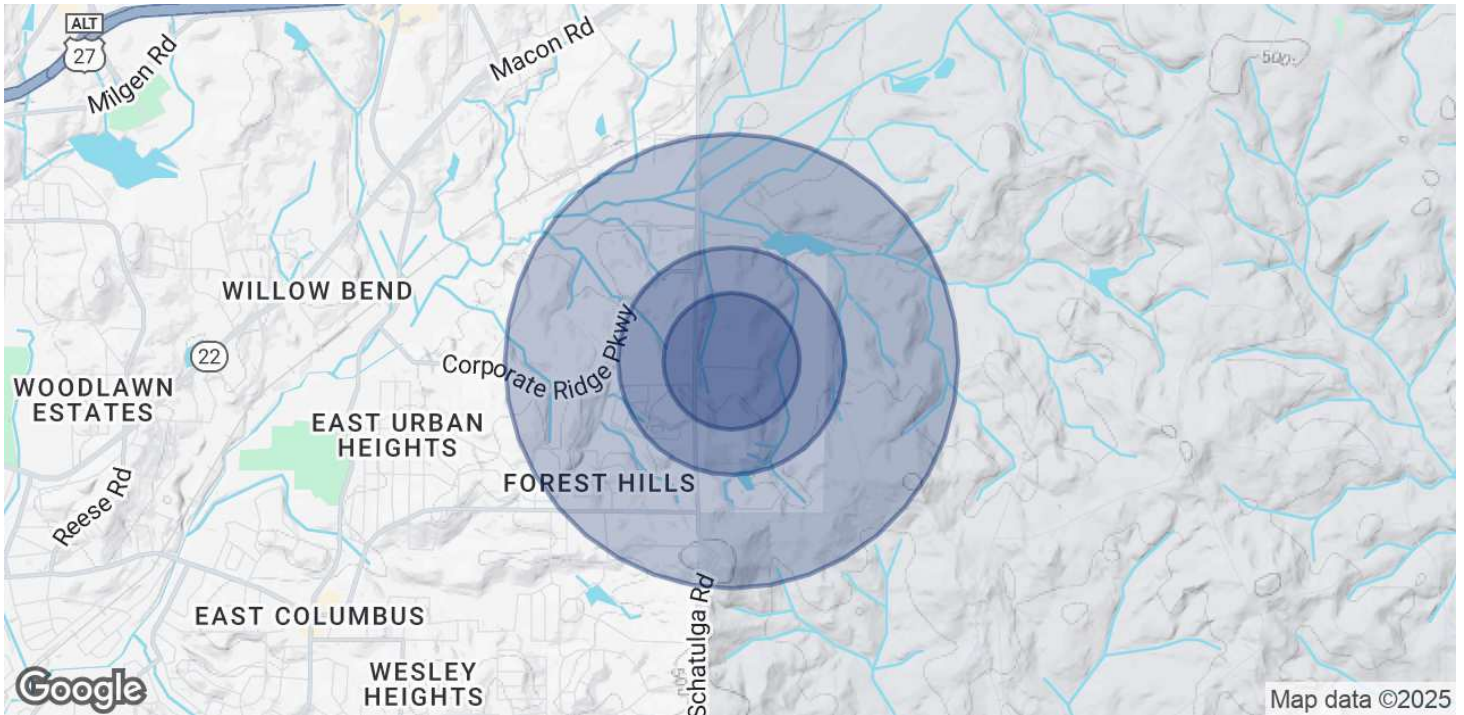 ALT
27
Milgen Rd
Macon Rd
500
WILLOW BEND
22
Corporate Ridge Pkwy
WOODLAWN
ESTATES
EAST URBAN
HEIGHTS
FOREST HILLS
Reese Rd
EAST COLUMBUS
Schatulga Rd
WESLEY
HEIGHTS
500
Google
Map data ©2025